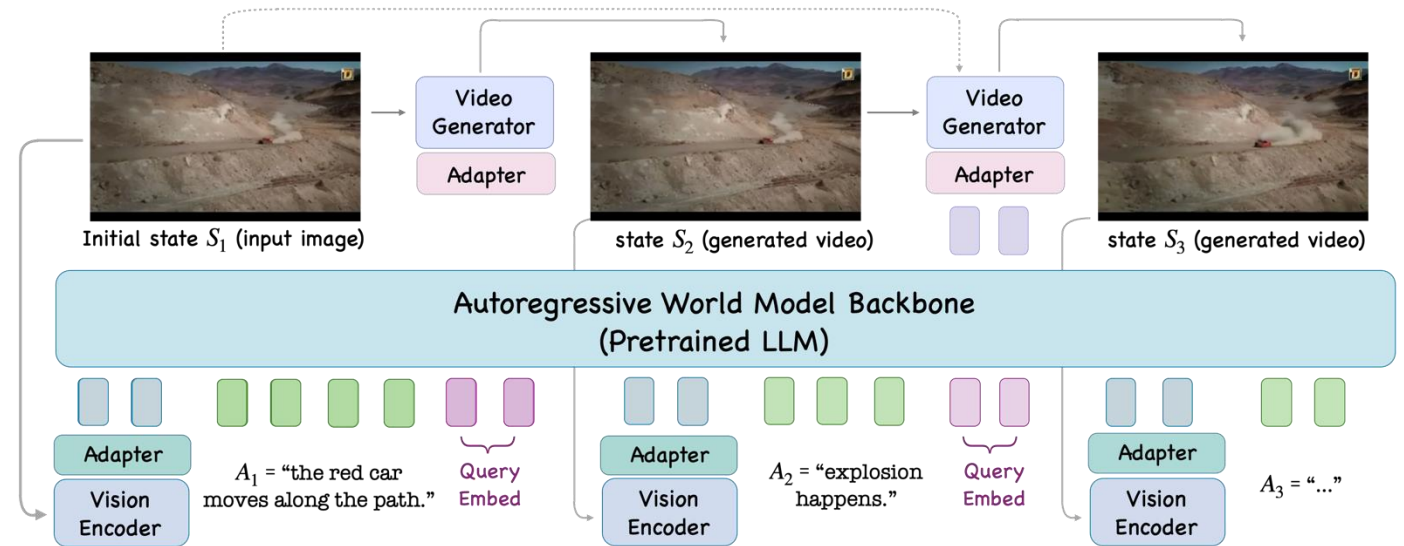 Video
Generator
Adapter
Video
Generator
Adapter
Initial state S₁ (input image)
state S₂ (generated video)
state S₃ (generated video)
Autoregressive World Model Backbone
(Pretrained LLM)
Adapter
Vision
Encoder
A₁ = “the red car
moves along the path.”
Query
Embed
Adapter
Vision
Encoder
A₂ = “explosion
happens.”
Query
Embed
Adapter
Vision
Encoder
A₃ = “...”